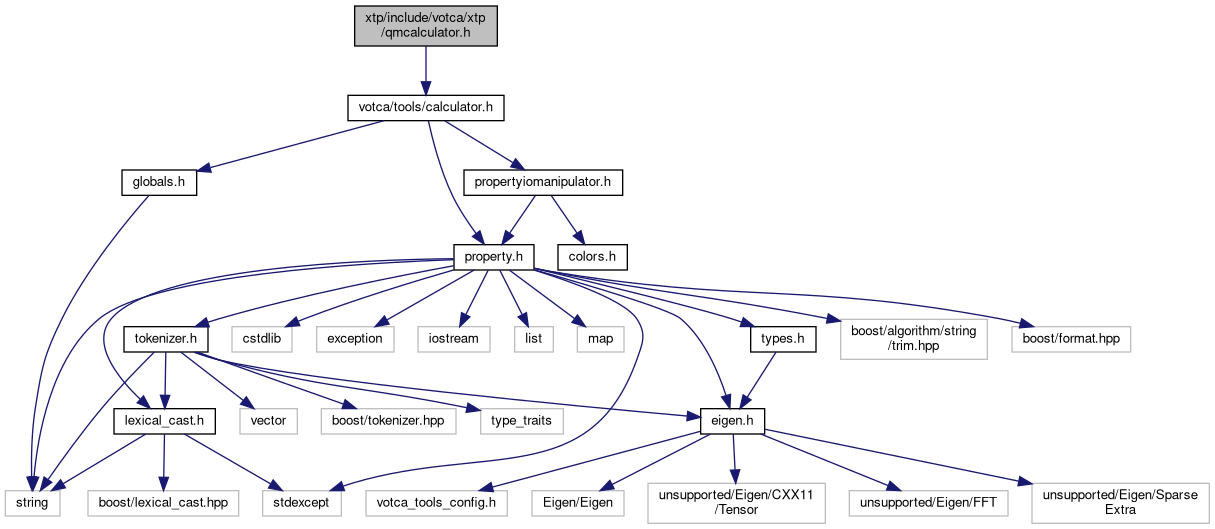 xtp/include/votca/xtp
/qmcalculator.h
votca/tools/calculator.h
globals.h
propertyiomanipulator.h
property.h
colors.h
tokenizer.h
cstdlib
exception
iostream
list
map
types.h
boost/algorithm/string
/trim.hpp
boost/format.hpp
lexical_cast.h
vector
boost/tokenizer.hpp
type_traits
eigen.h
string
boost/lexical_cast.hpp
stdexcept
votca_tools_config.h
Eigen/Eigen
unsupported/Eigen/CXX11
/Tensor
unsupported/Eigen/FFT
unsupported/Eigen/Sparse
Extra